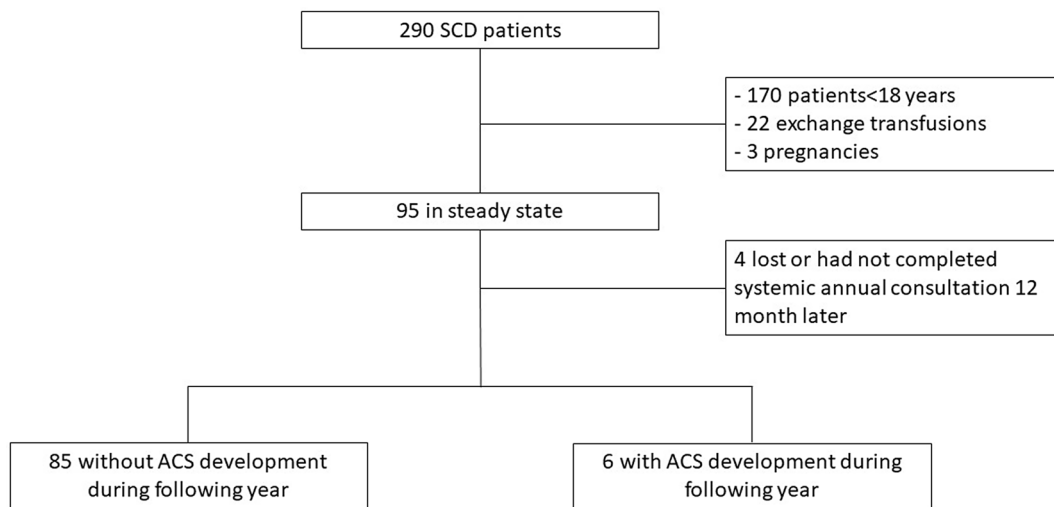 290 SCD patients
- 170 patients<18 years
- 22 exchange transfusions
- 3 pregnancies
95 in steady state
4 lost or had not completed
systemic annual consultation 12
month later
85 without ACS development
during following year
6 with ACS development during
following year